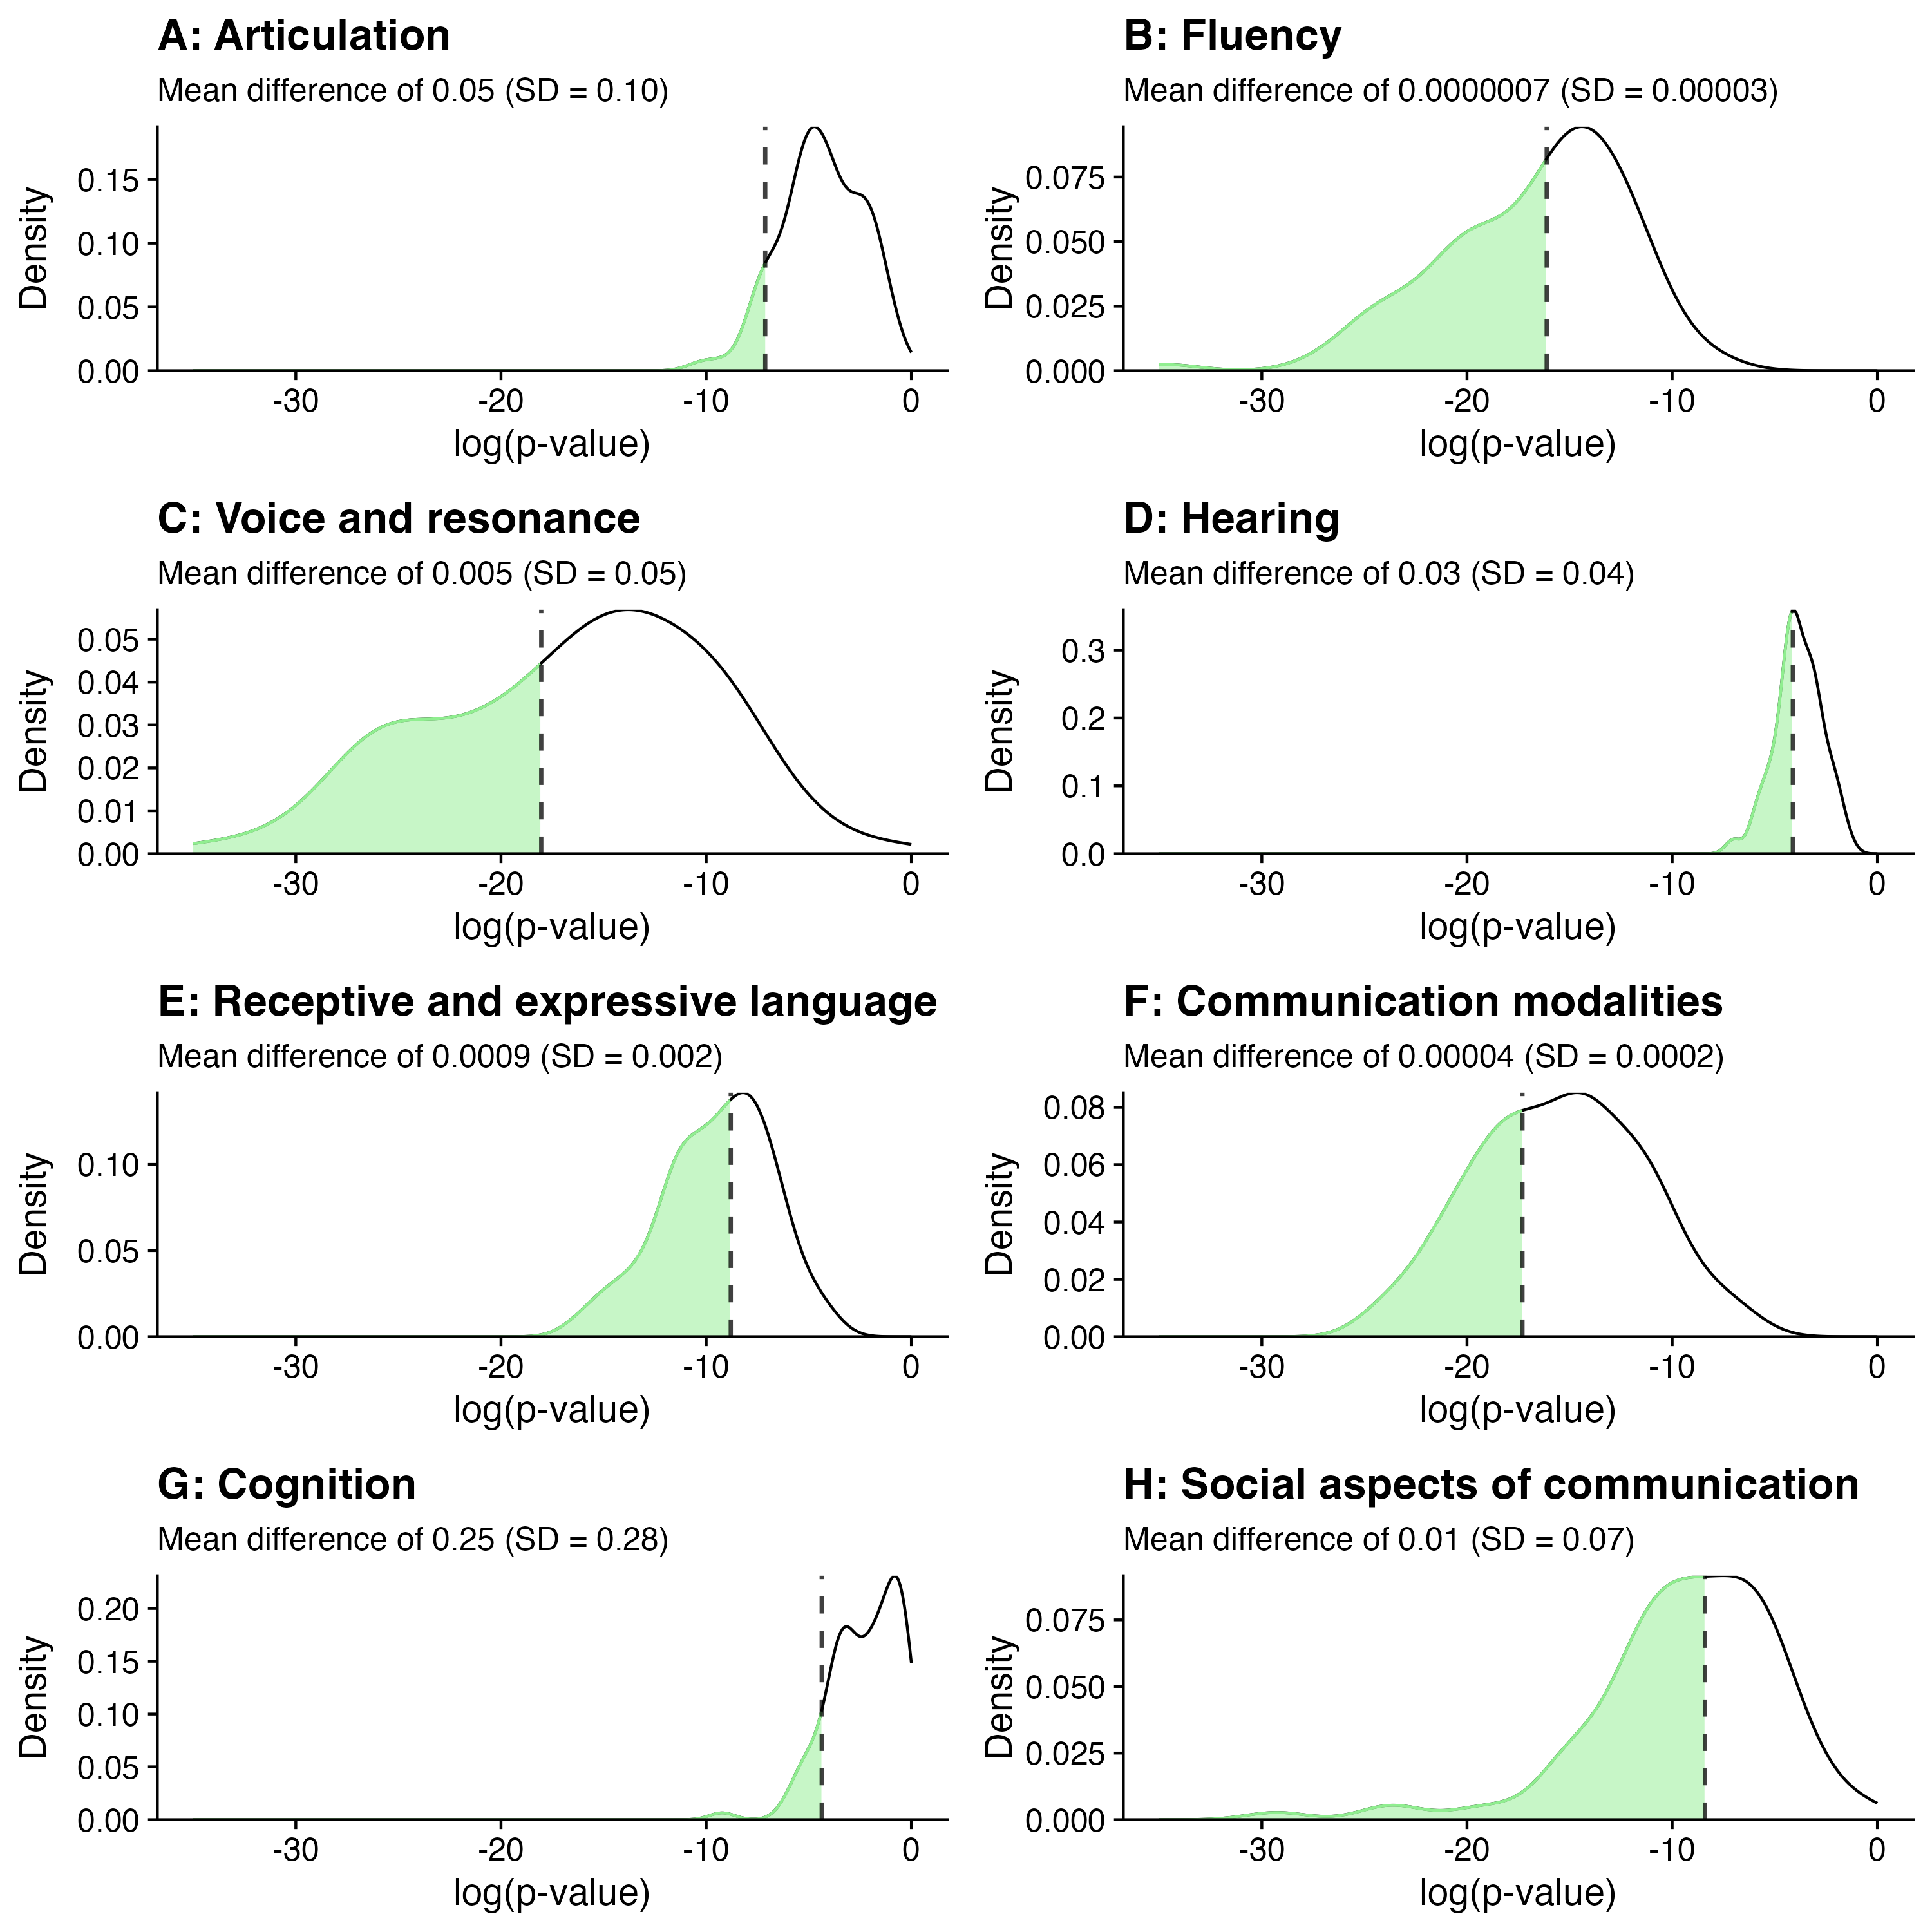 A: Articulation
Mean difference of 0.05 (SD = 0.10)
Density
0.15
0.10
0.05
0.00
-30 -20 -10 0
log(p-value)
B: Fluency
Mean difference of 0.0000007 (SD = 0.00003)
Density
0.075
0.050
0.025
0.000
-30 -20 -10 0
log(p-value)
C: Voice and resonance
Mean difference of 0.005 (SD = 0.05)
Density
0.05
0.04
0.03
0.02
0.01
0.00
-30 -20 -10 0
log(p-value)
D: Hearing
Mean difference of 0.03 (SD = 0.04)
Density
0.3
0.2
0.1
0.0
-30 -20 -10 0
log(p-value)
E: Receptive and expressive language
Mean difference of 0.0009 (SD = 0.002)
Density
0.10
0.05
0.00
-30 -20 -10 0
log(p-value)
F: Communication modalities
Mean difference of 0.00004 (SD = 0.0002)
Density
0.08
0.06
0.04
0.02
0.00
-30 -20 -10 0
log(p-value)
G: Cognition
Mean difference of 0.25 (SD = 0.28)
Density
0.20
0.15
0.10
0.05
0.00
-30 -20 -10 0
log(p-value)
H: Social aspects of communication
Mean difference of 0.01 (SD = 0.07)
Density
0.075
0.050
0.025
0.000
-30 -20 -10 0
log(p-value)